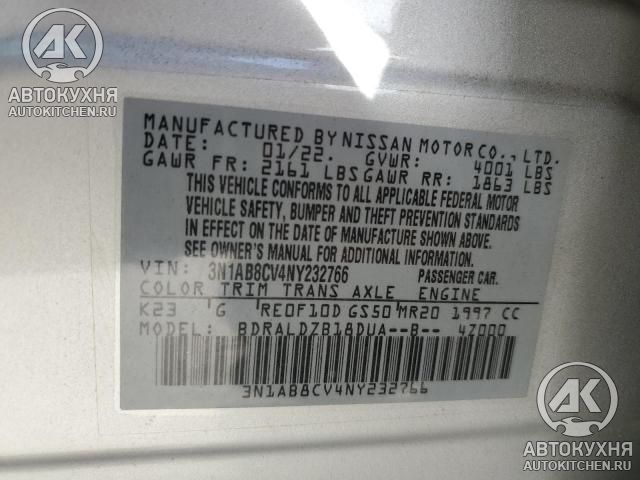 AK
АВТОКУХНЯ
AUTOKITCHEN.RU
MANUFACTURED BY NISSAN MOTOR CO., LTD.
DATE: 01/22. GVWR: 4001 LBS
GAWR FR: 2161 LBS GAWR RR: 1863 LBS
THIS VEHICLE CONFORMS TO ALL APPLICABLE FEDERAL MOTOR
VEHICLE SAFETY, BUMPER AND THEFT PREVENTION STANDARDS
IN EFFECT ON THE DATE OF MANUFACTURE SHOWN ABOVE.
SEE OWNER'S MANUAL FOR ADDITIONAL INFORMATION.
VIN: 3N1AB8CV4NY232766 PASSENGER CAR.
COLOR TRIM TRANS AXLE ENGINE
K23 G RE0F10D GS50 MR20 1997 CC
MODEL: BDRALDZB18DUA--B-- 4Z000
3N1AB8CV4NY232766
AK
АВТОКУХНЯ
AUTOKITCHEN.RU